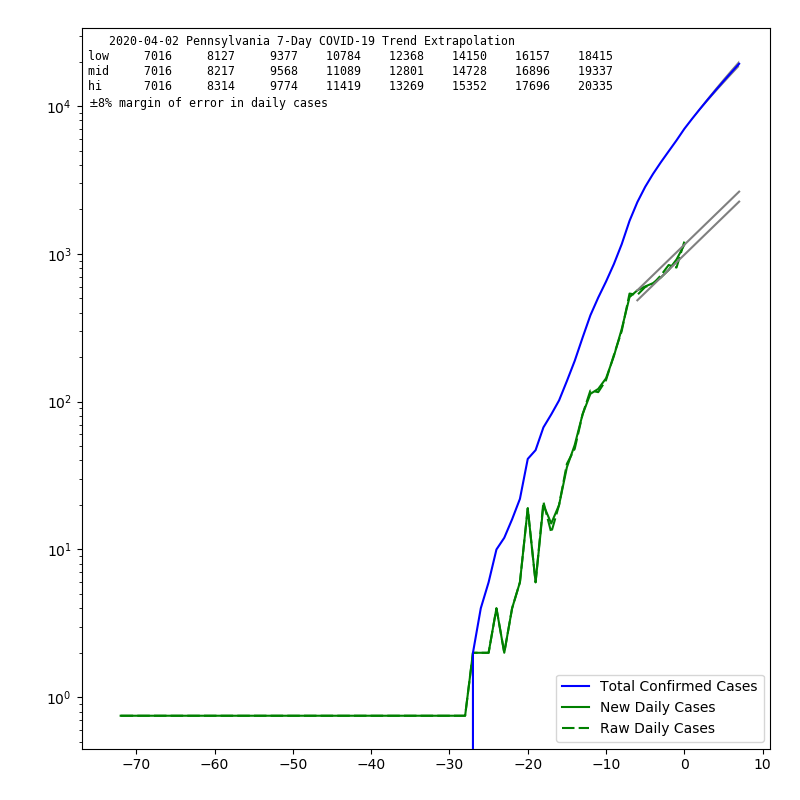 2020-04-02 Pennsylvania 7-Day COVID-19 Trend Extrapolation
low 7016 8127 9377 10784 12368 14150 16157 18415
mid 7016 8217 9568 11089 12801 14728 16896 19337
hi 7016 8314 9774 11419 13269 15352 17696 20335
±8% margin of error in daily cases
10⁴
10³
10²
10¹
10⁰
Total Confirmed Cases
New Daily Cases
Raw Daily Cases
−70 −60 −50 −40 −30 −20 −10 0 10